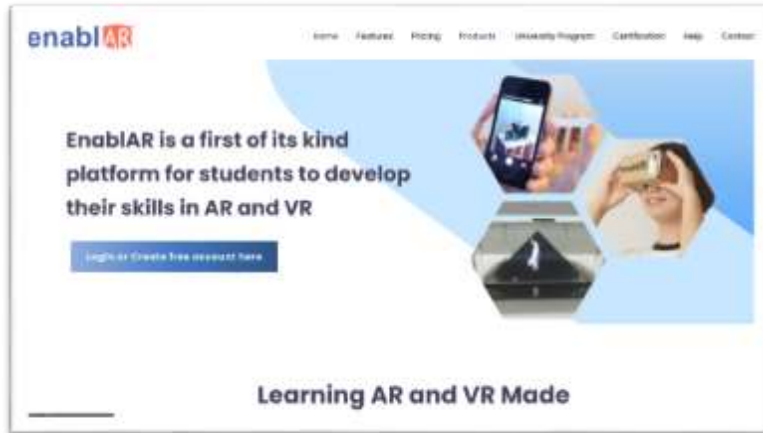 enablAR
Home Features Pricing Products University Program Certification Help Contact
EnablAR is a first of its kind
platform for students to develop
their skills in AR and VR
Login or Create free account here
Learning AR and VR Made